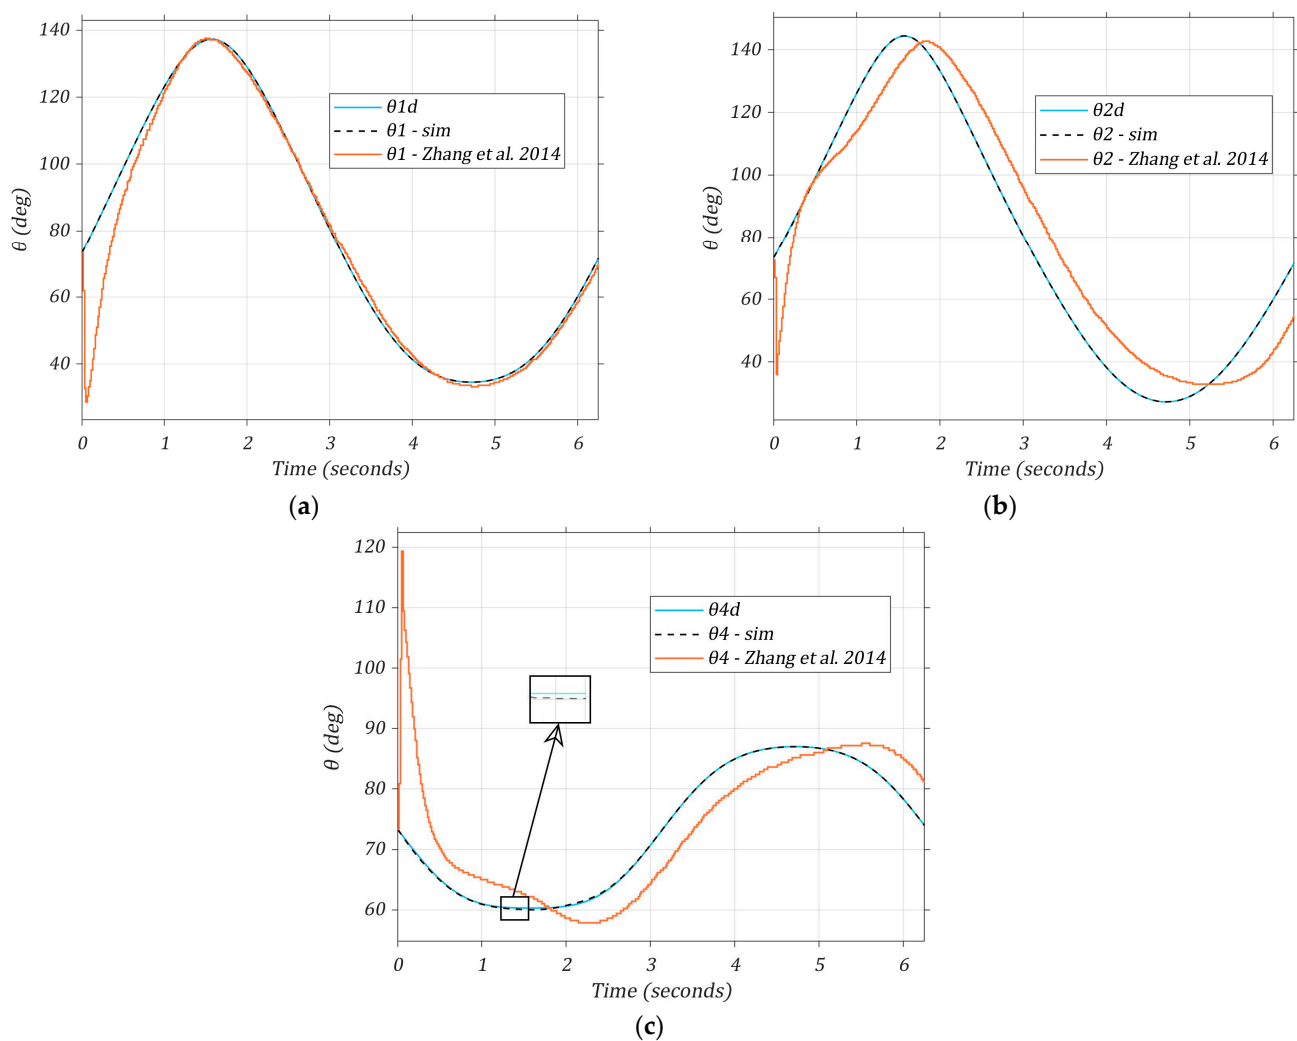 140
120
100
80
60
40
θ (deg)
θ1d
θ1 - sim
θ1 - Zhang et al. 2014
0 1 2 3 4 5 6
Time (seconds)
(a)
140
120
100
80
60
40
θ (deg)
θ2d
θ2 - sim
θ2 - Zhang et al. 2014
0 1 2 3 4 5 6
Time (seconds)
(b)
120
110
100
90
80
70
60
θ (deg)
θ4d
θ4 - sim
θ4 - Zhang et al. 2014
0 1 2 3 4 5 6
Time (seconds)
(c)